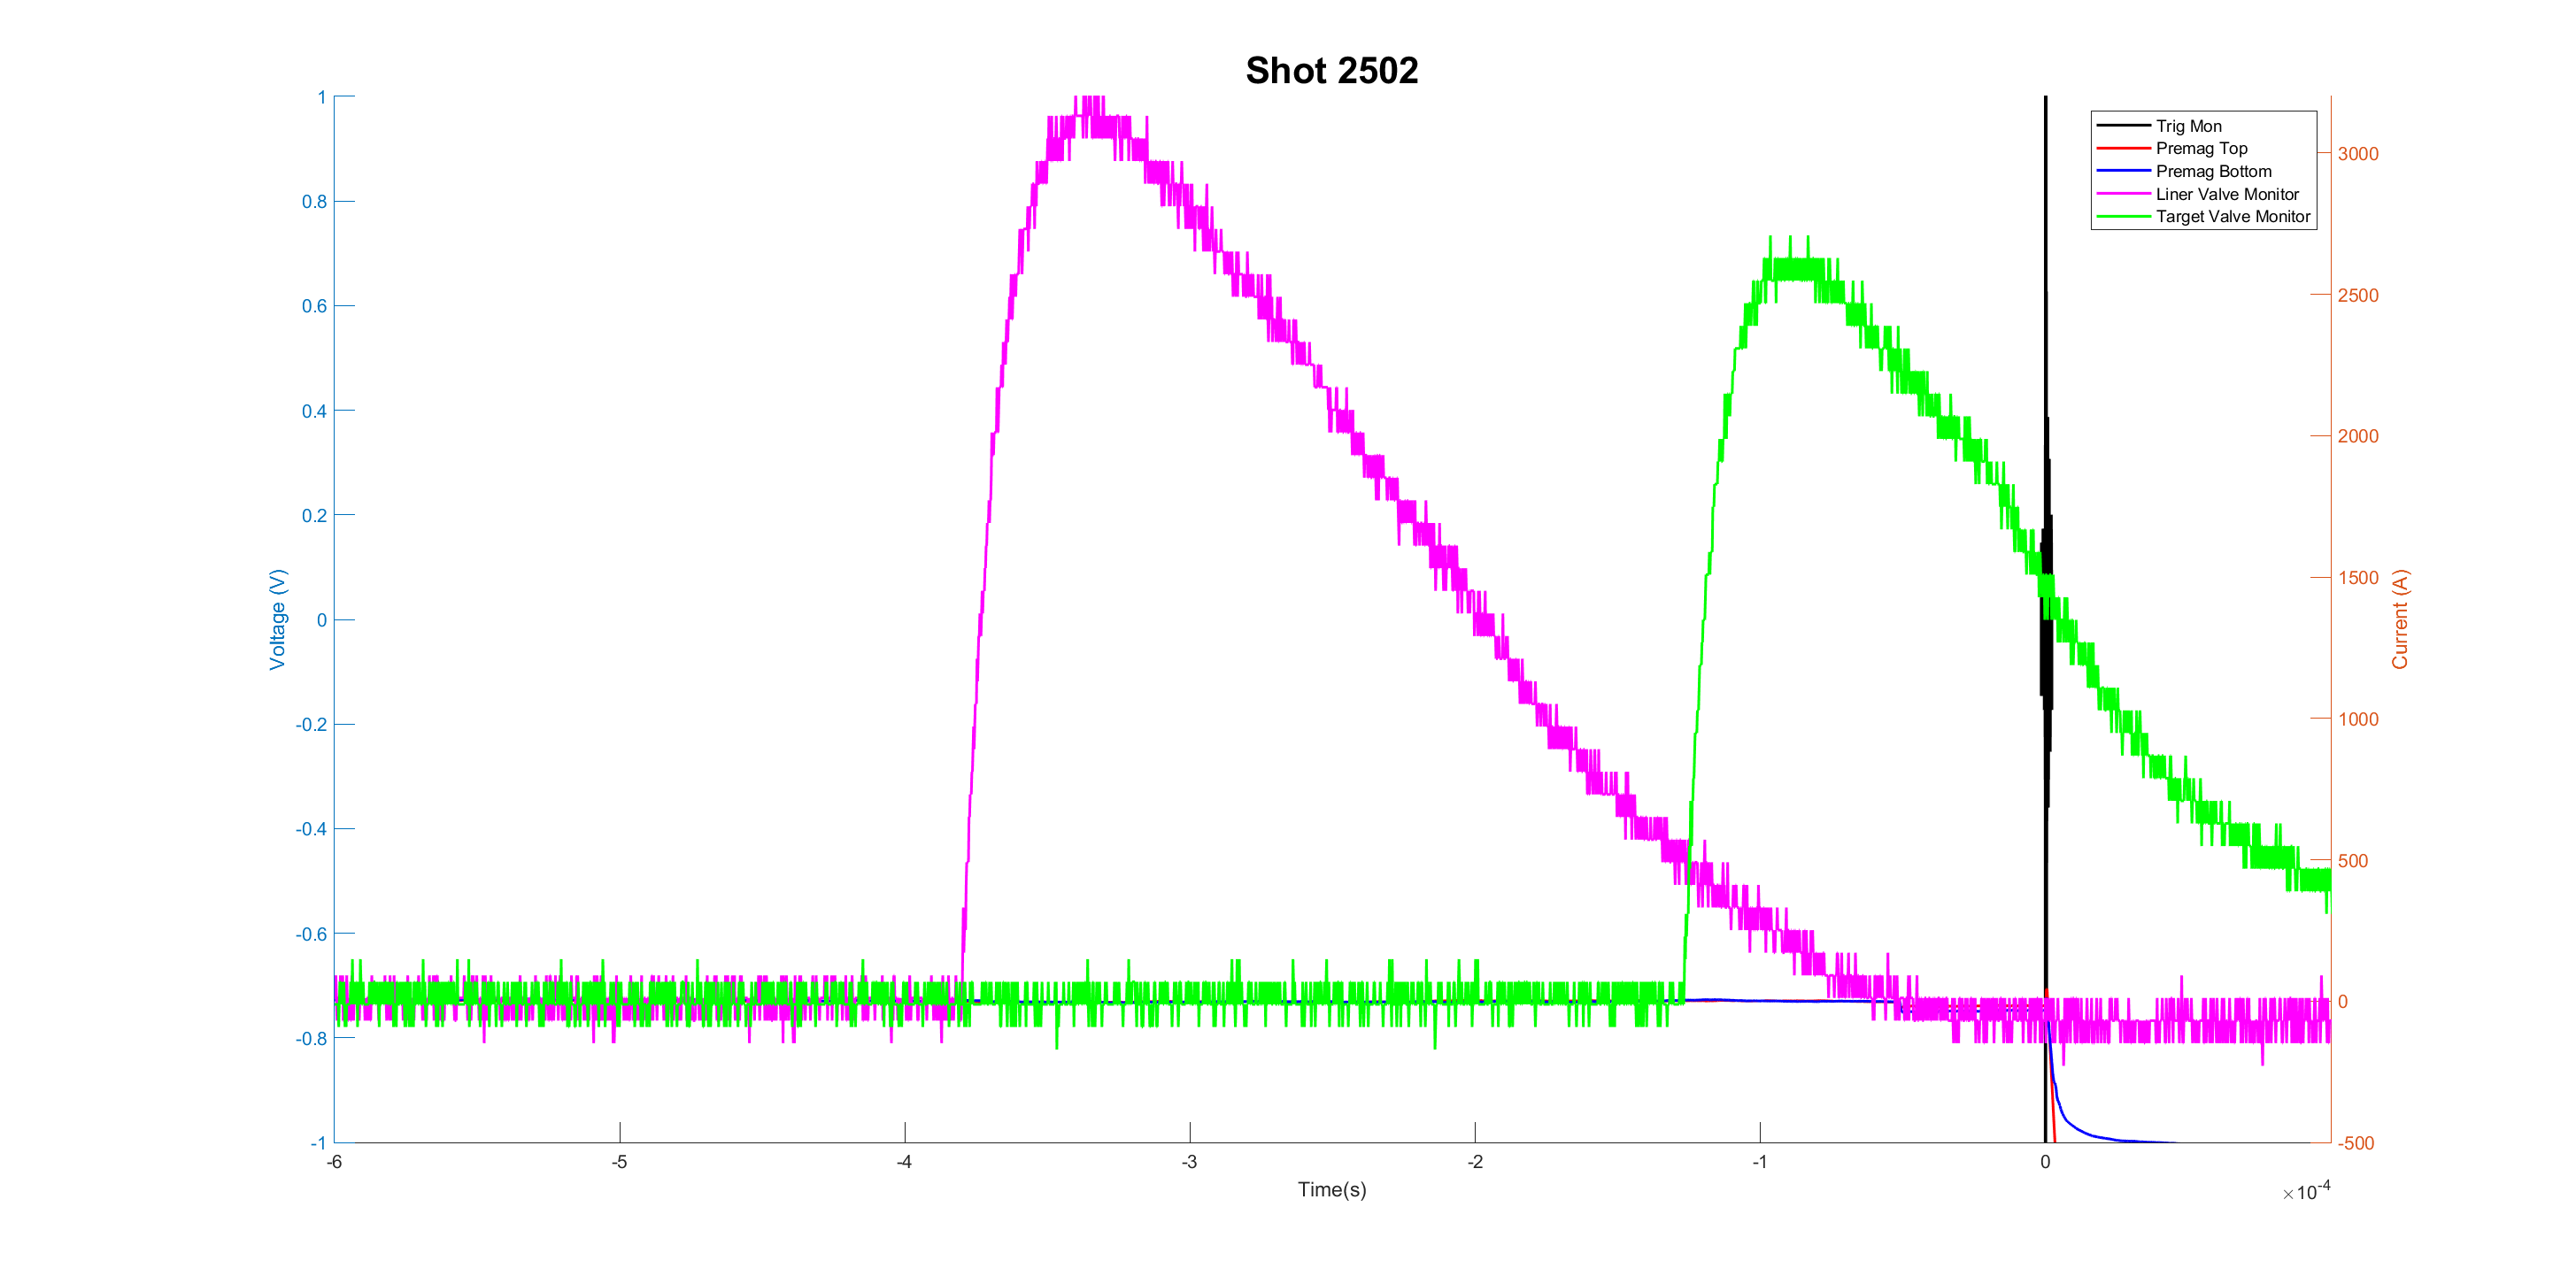 Shot 2502
1
0.8
0.6
0.4
0.2
0
-0.2
-0.4
-0.6
-0.8
-1
Voltage (V)
Trig Mon
Premag Top
Premag Bottom
Liner Valve Monitor
Target Valve Monitor
3000
2500
2000
1500
1000
500
0
-500
Current (A)
-6 -5 -4 -3 -2 -1 0
Time(s)
×10-4